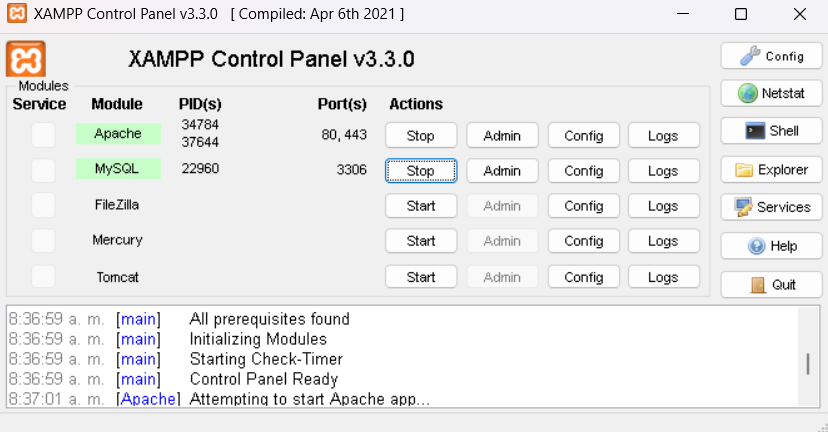 XAMPP Control Panel v3.3.0 [ Compiled: Apr 6th 2021 ]
XAMPP Control Panel v3.3.0
Config
Modules
Service Module PID(s) Port(s) Actions
Netstat
Apache 34784 37644 80, 443 Stop Admin Config Logs
Shell
MySQL 22960 3306 Stop Admin Config Logs
Explorer
FileZilla Start Admin Config Logs
Services
Mercury Start Admin Config Logs
Help
Tomcat Start Admin Config Logs
Quit
8:36:59 a. m. [main] All prerequisites found
8:36:59 a. m. [main] Initializing Modules
8:36:59 a. m. [main] Starting Check-Timer
8:36:59 a. m. [main] Control Panel Ready
8:37:01 a. m. [Apache] Attempting to start Apache app...